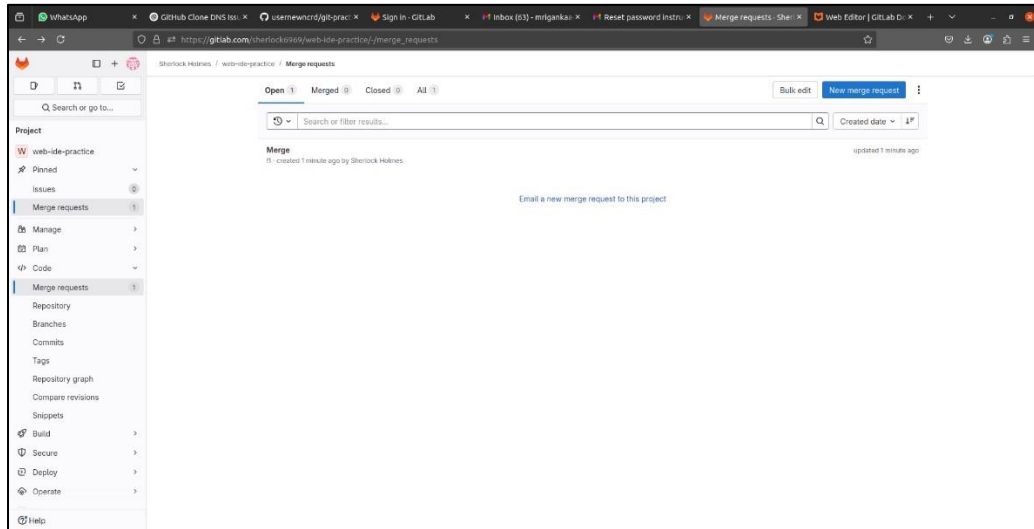 WhatsApp
GitHub Clone DNS Issu
usernewncrd/git-pract
Sign in · GitLab
Inbox (63) - mrigankaa
Reset password instru
Merge requests · Sherl
Web Editor | GitLab Do
https://gitlab.com/sherlock6969/web-ide-practice/-/merge_requests
Sherlock Holmes / web-ide-practice / Merge requests
Search or go to...
Project
W web-ide-practice
Pinned
Issues 0
Merge requests 1
Manage
Plan
Code
Merge requests 1
Repository
Branches
Commits
Tags
Repository graph
Compare revisions
Snippets
Build
Secure
Deploy
Operate
Help
Open 1 Merged 0 Closed 0 All 1
Bulk edit New merge request
Search or filter results...
Created date
Merge
updated 1 minute ago
!1 · created 1 minute ago by Sherlock Holmes
Email a new merge request to this project